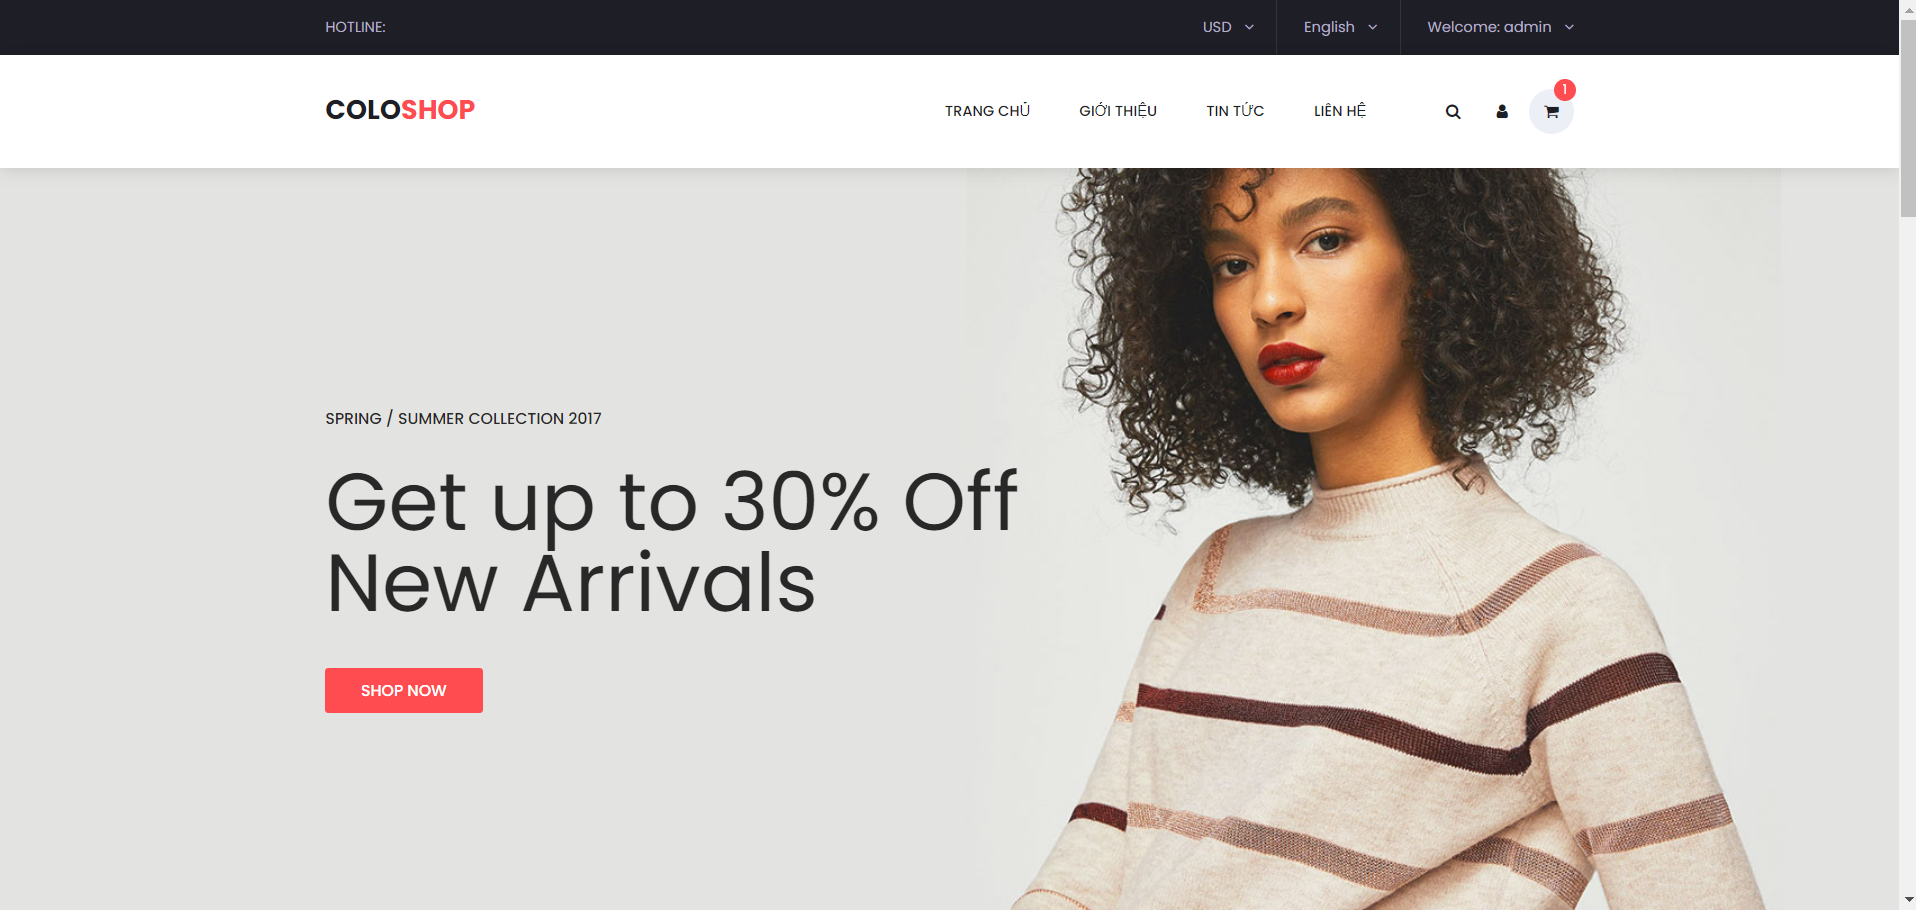 HOTLINE:
USD
English
Welcome: admin
COLOSHOP
TRANG CHỦ
GIỚI THIỆU
TIN TỨC
LIÊN HỆ
1
SPRING / SUMMER COLLECTION 2017
Get up to 30% Off
New Arrivals
SHOP NOW